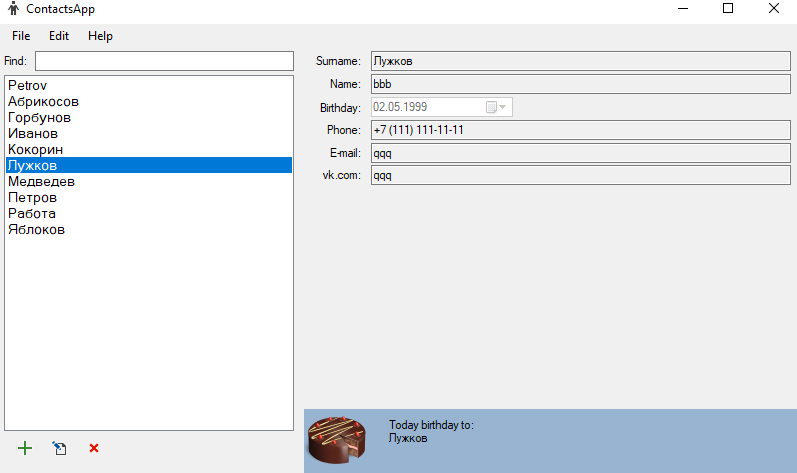 ContactsApp
File Edit Help
Find:
Petrov
Абрикосов
Горбунов
Иванов
Кокорин
Лужков
Медведев
Петров
Работа
Яблоков
Surname: Лужков
Name: bbb
Birthday: 02.05.1999
Phone: +7 (111) 111-11-11
E-mail: qqq
vk.com: qqq
Today birthday to:
Лужков